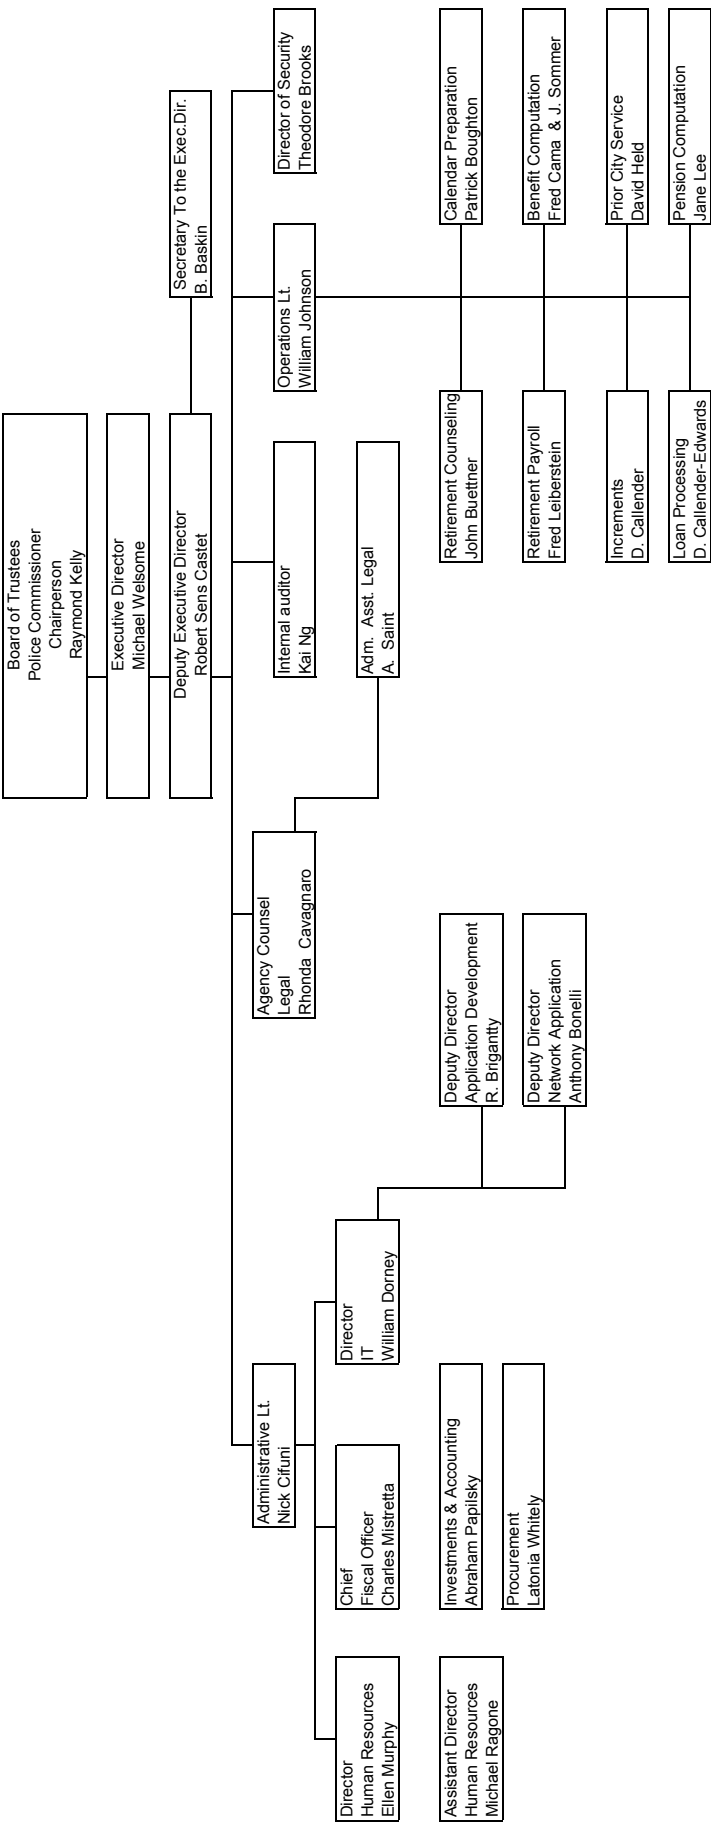 Board of Trustees
Police Commissioner
Chairperson
Raymond Kelly
Executive Director
Michael Welsome
Deputy Executive Director
Robert Sens Castet
Secretary To the Exec.Dir.
B. Baskin
Administrative Lt.
Nick Cifuni
Agency Counsel
Legal
Rhonda Cavagnaro
Internal auditor
Kai Ng
Operations Lt.
William Johnson
Director of Security
Theodore Brooks
Director
Human Resources
Ellen Murphy
Chief
Fiscal Officer
Charles Mistretta
Director
IT
William Dorney
Adm. Asst. Legal
A. Saint
Assistant Director
Human Resources
Michael Ragone
Investments & Accounting
Abraham Papilsky
Procurement
Latonia Whitely
Deputy Director
Application Development
R. Brigantty
Deputy Director
Network Application
Anthony Bonelli
Retirement Counseling
John Buettner
Calendar Preparation
Patrick Boughton
Retirement Payroll
Fred Leiberstein
Benefit Computation
Fred Cama & J. Sommer
Increments
D. Callender
Prior City Service
David Held
Loan Processing
D. Callender-Edwards
Pension Computation
Jane Lee